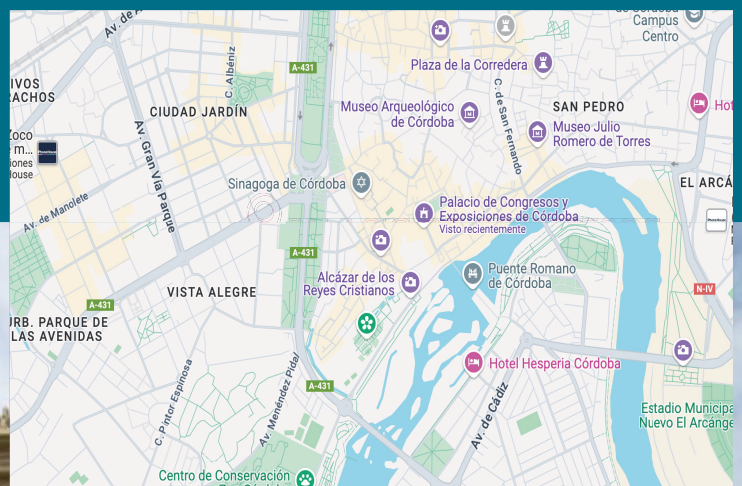 de Córdoba
Campus
Centro
Av. de A
A-431
Plaza de la Corredera
C. Albéniz
CIUDAD JARDÍN
Museo Arqueológico
de Córdoba
C. de San Fernando
SAN PEDRO
Museo Julio
Romero de Torres
Hot
IVOS
RACHOS
Zoco
e m...
iones
House
Av. Gran Vía Parque
Av. de Manolete
Sinagoga de Córdoba
EL ARCÁ
Palacio de Congresos y
Exposiciones de Córdoba
Visto recientemente
A-431
Alcázar de los
Reyes Cristianos
Puente Romano
de Córdoba
N-IV
VISTA ALEGRE
A-431
URB. PARQUE DE
LAS AVENIDAS
Hotel Hesperia Córdoba
A-431
C. Pintor Espinosa
Av. Menéndez Pidal
Av. de Cádiz
Estadio Municipa
Nuevo El Arcánge
Centro de Conservación